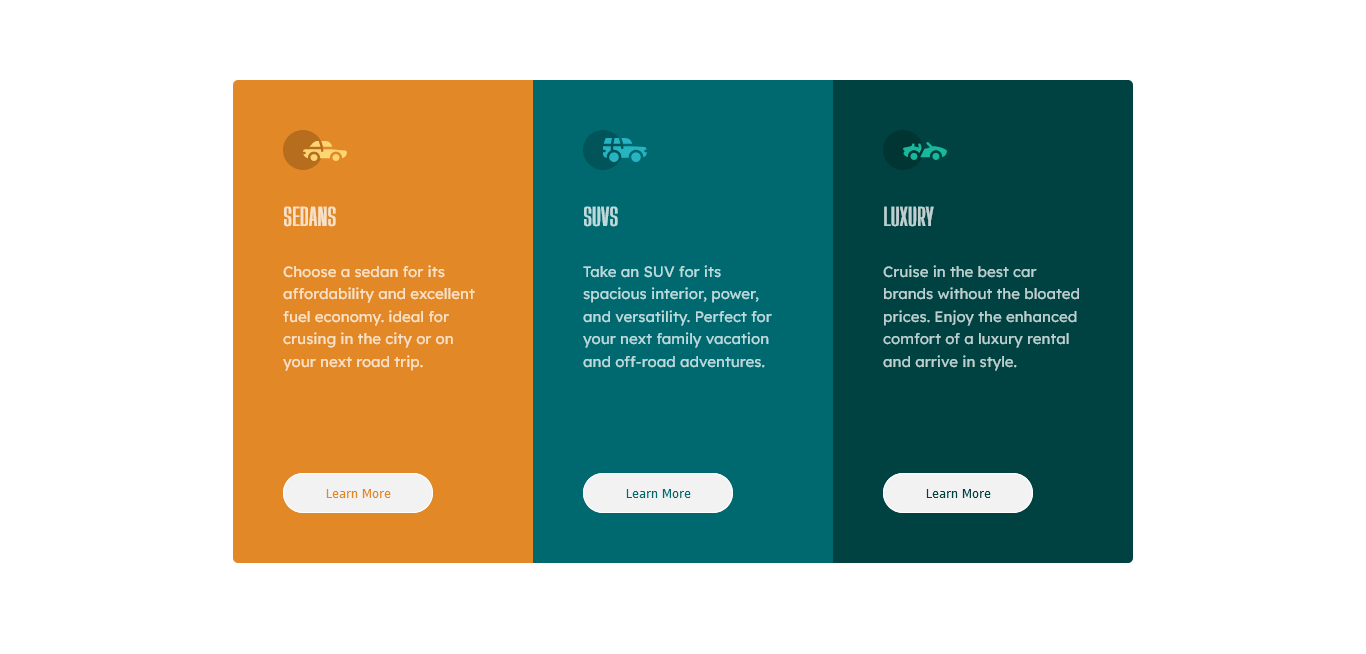 SEDANS
Choose a sedan for its
affordability and excellent
fuel economy. ideal for
crusing in the city or on
your next road trip.
Learn More
SUVS
Take an SUV for its
spacious interior, power,
and versatility. Perfect for
your next family vacation
and off-road adventures.
Learn More
LUXURY
Cruise in the best car
brands without the bloated
prices. Enjoy the enhanced
comfort of a luxury rental
and arrive in style.
Learn More